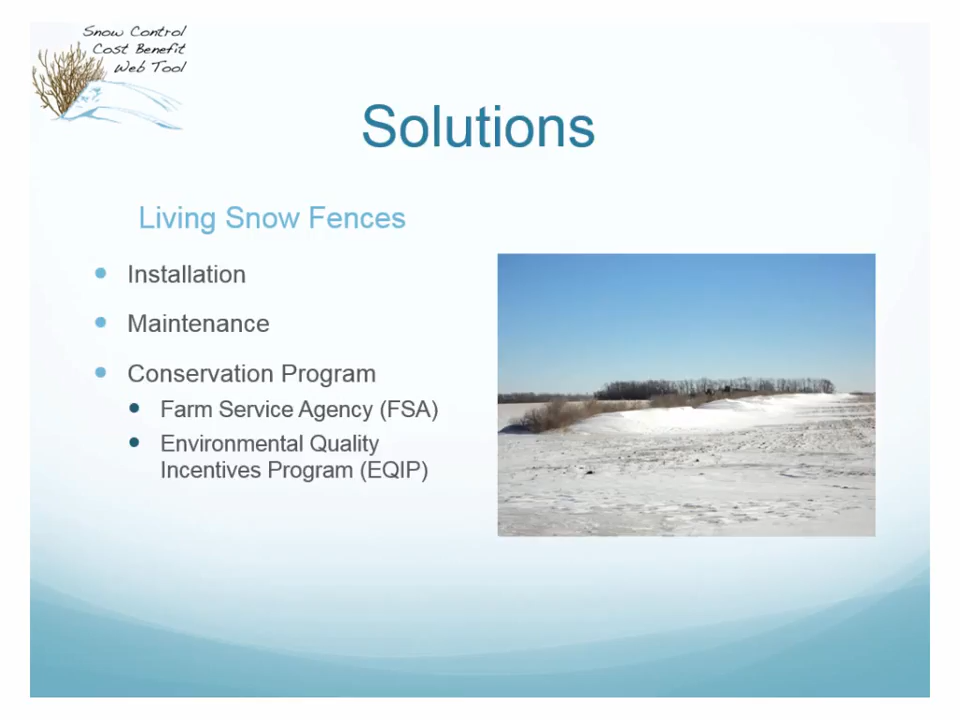 Snow Control
Cost Benefit
Web Tool
Solutions
Living Snow Fences
Installation
Maintenance
Conservation Program
Farm Service Agency (FSA)
Environmental Quality
Incentives Program (EQIP)